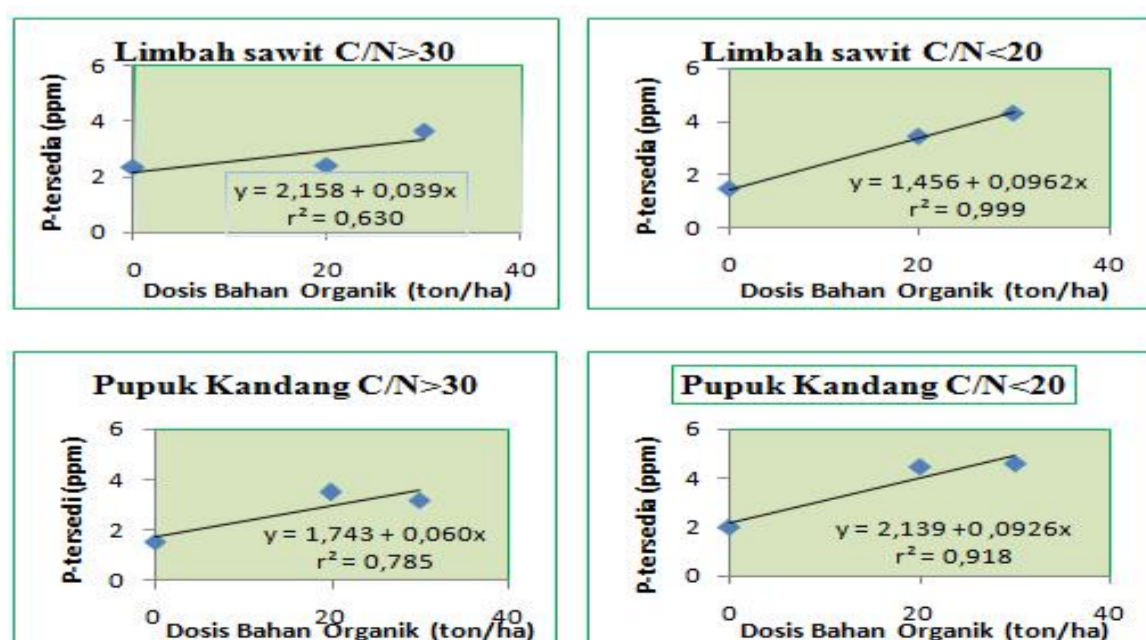 Limbah sawit C/N>30
P-tersedia (ppm)
6
4
2
0
y = 2,158 + 0,039x
r² = 0,630
0 20 40
Dosis Bahan Organik (ton/ha)
Limbah sawit C/N<20
P-tersedia (ppm)
6
4
2
0
y = 1,456 + 0,0962x
r² = 0,999
0 20 40
Dosis Bahan Organik (ton/ha)
Pupuk Kandang C/N>30
P-tersedi (ppm)
6
4
2
0
y = 1,743 + 0,060x
r² = 0,785
0 20 40
Dosis Bahan Organik (ton/ha)
Pupuk Kandang C/N<20
P-tersedia (ppm)
6
4
2
0
y = 2,139 +0,0926x
r² = 0,918
0 20 40
Dosis Bahan Organik (ton/ha)